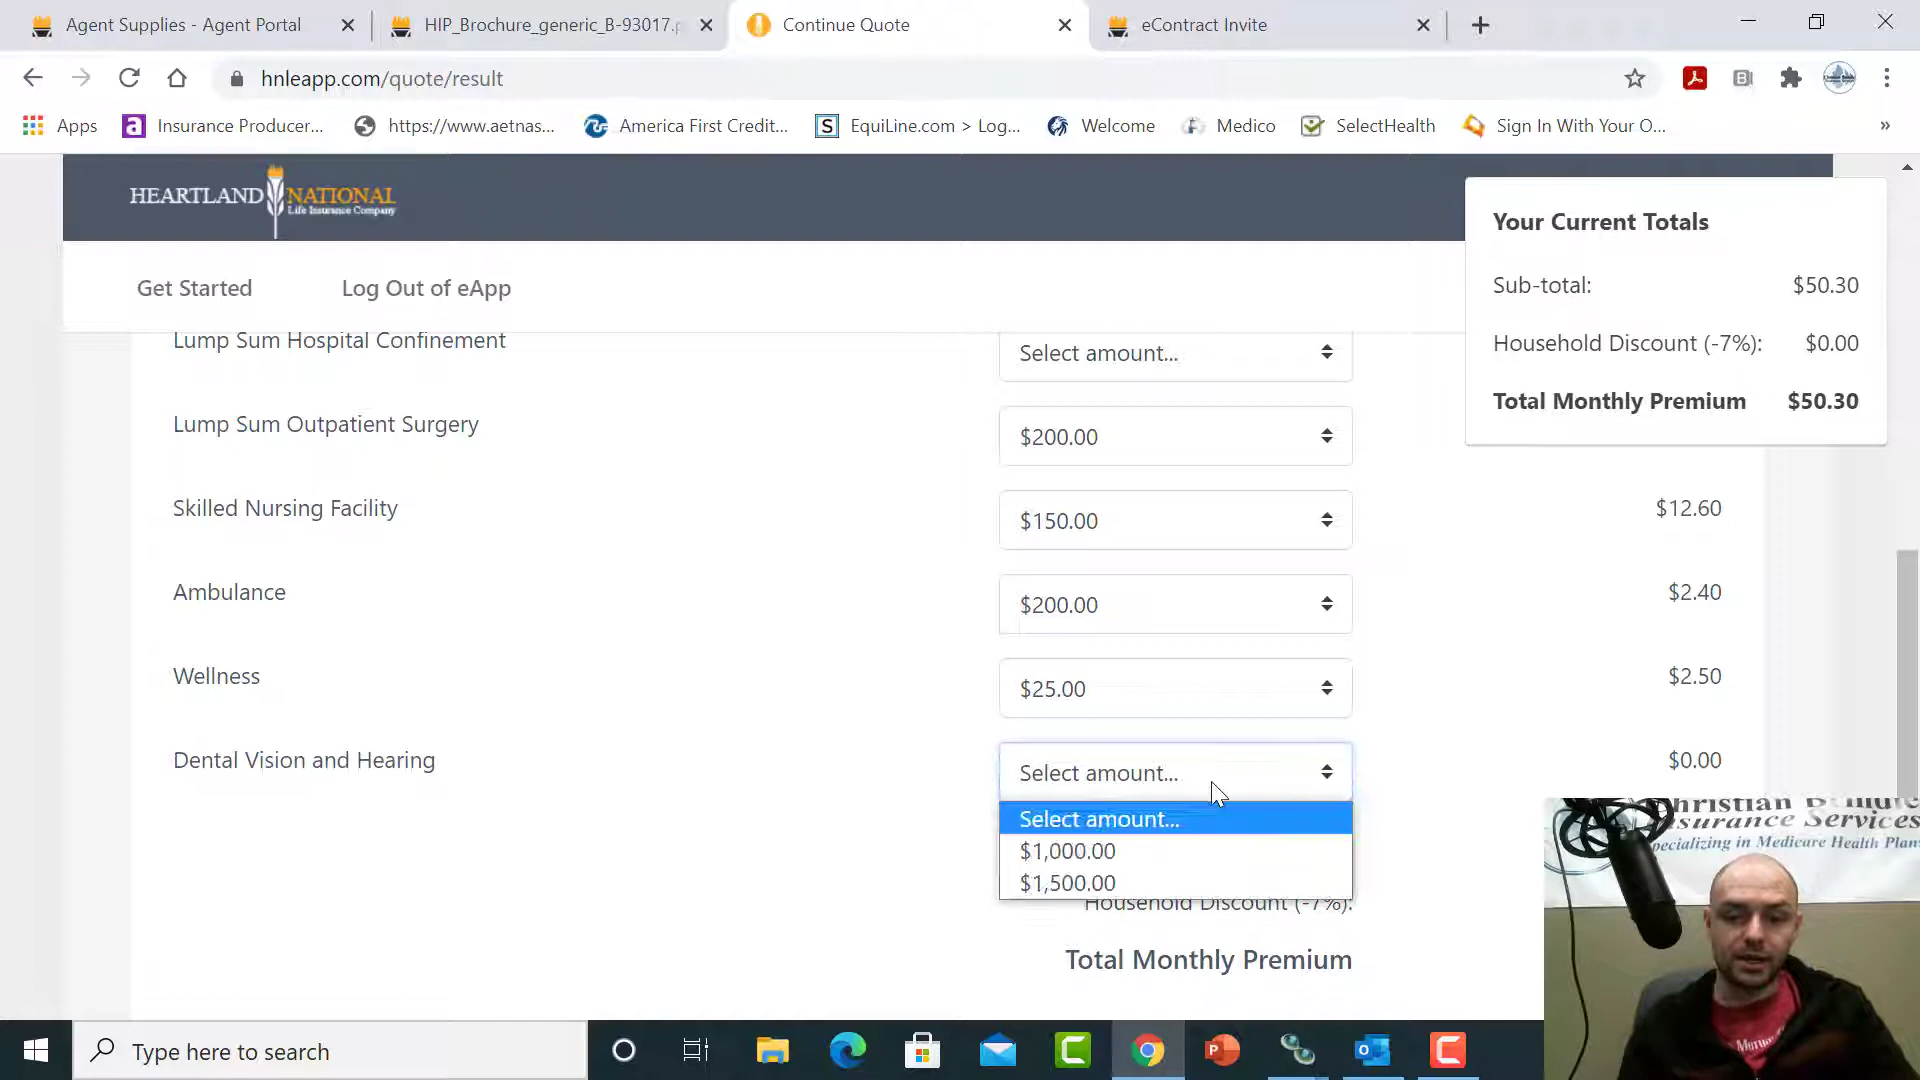 Agent Supplies - Agent Portal
HIP_Brochure_generic_B-93017.p
Continue Quote
eContract Invite
hnleapp.com/quote/result
Apps
Insurance Producer...
https://www.aetnas...
America First Credit...
EquiLine.com > Log...
Welcome
Medico
SelectHealth
Sign In With Your O...
HEARTLAND NATIONAL
Life Insurance Company
Get Started
Log Out of eApp
Your Current Totals
Sub-total: $50.30
Household Discount (-7%): $0.00
Total Monthly Premium $50.30
Lump Sum Hospital Confinement
Select amount...
Lump Sum Outpatient Surgery
$200.00
Skilled Nursing Facility
$150.00
$12.60
Ambulance
$200.00
$2.40
Wellness
$25.00
$2.50
Dental Vision and Hearing
Select amount...
$0.00
Select amount...
$1,000.00
$1,500.00
Household Discount (-7%):
Total Monthly Premium
Insurance Services
Specializing in Medicare Health Plan
Type here to search